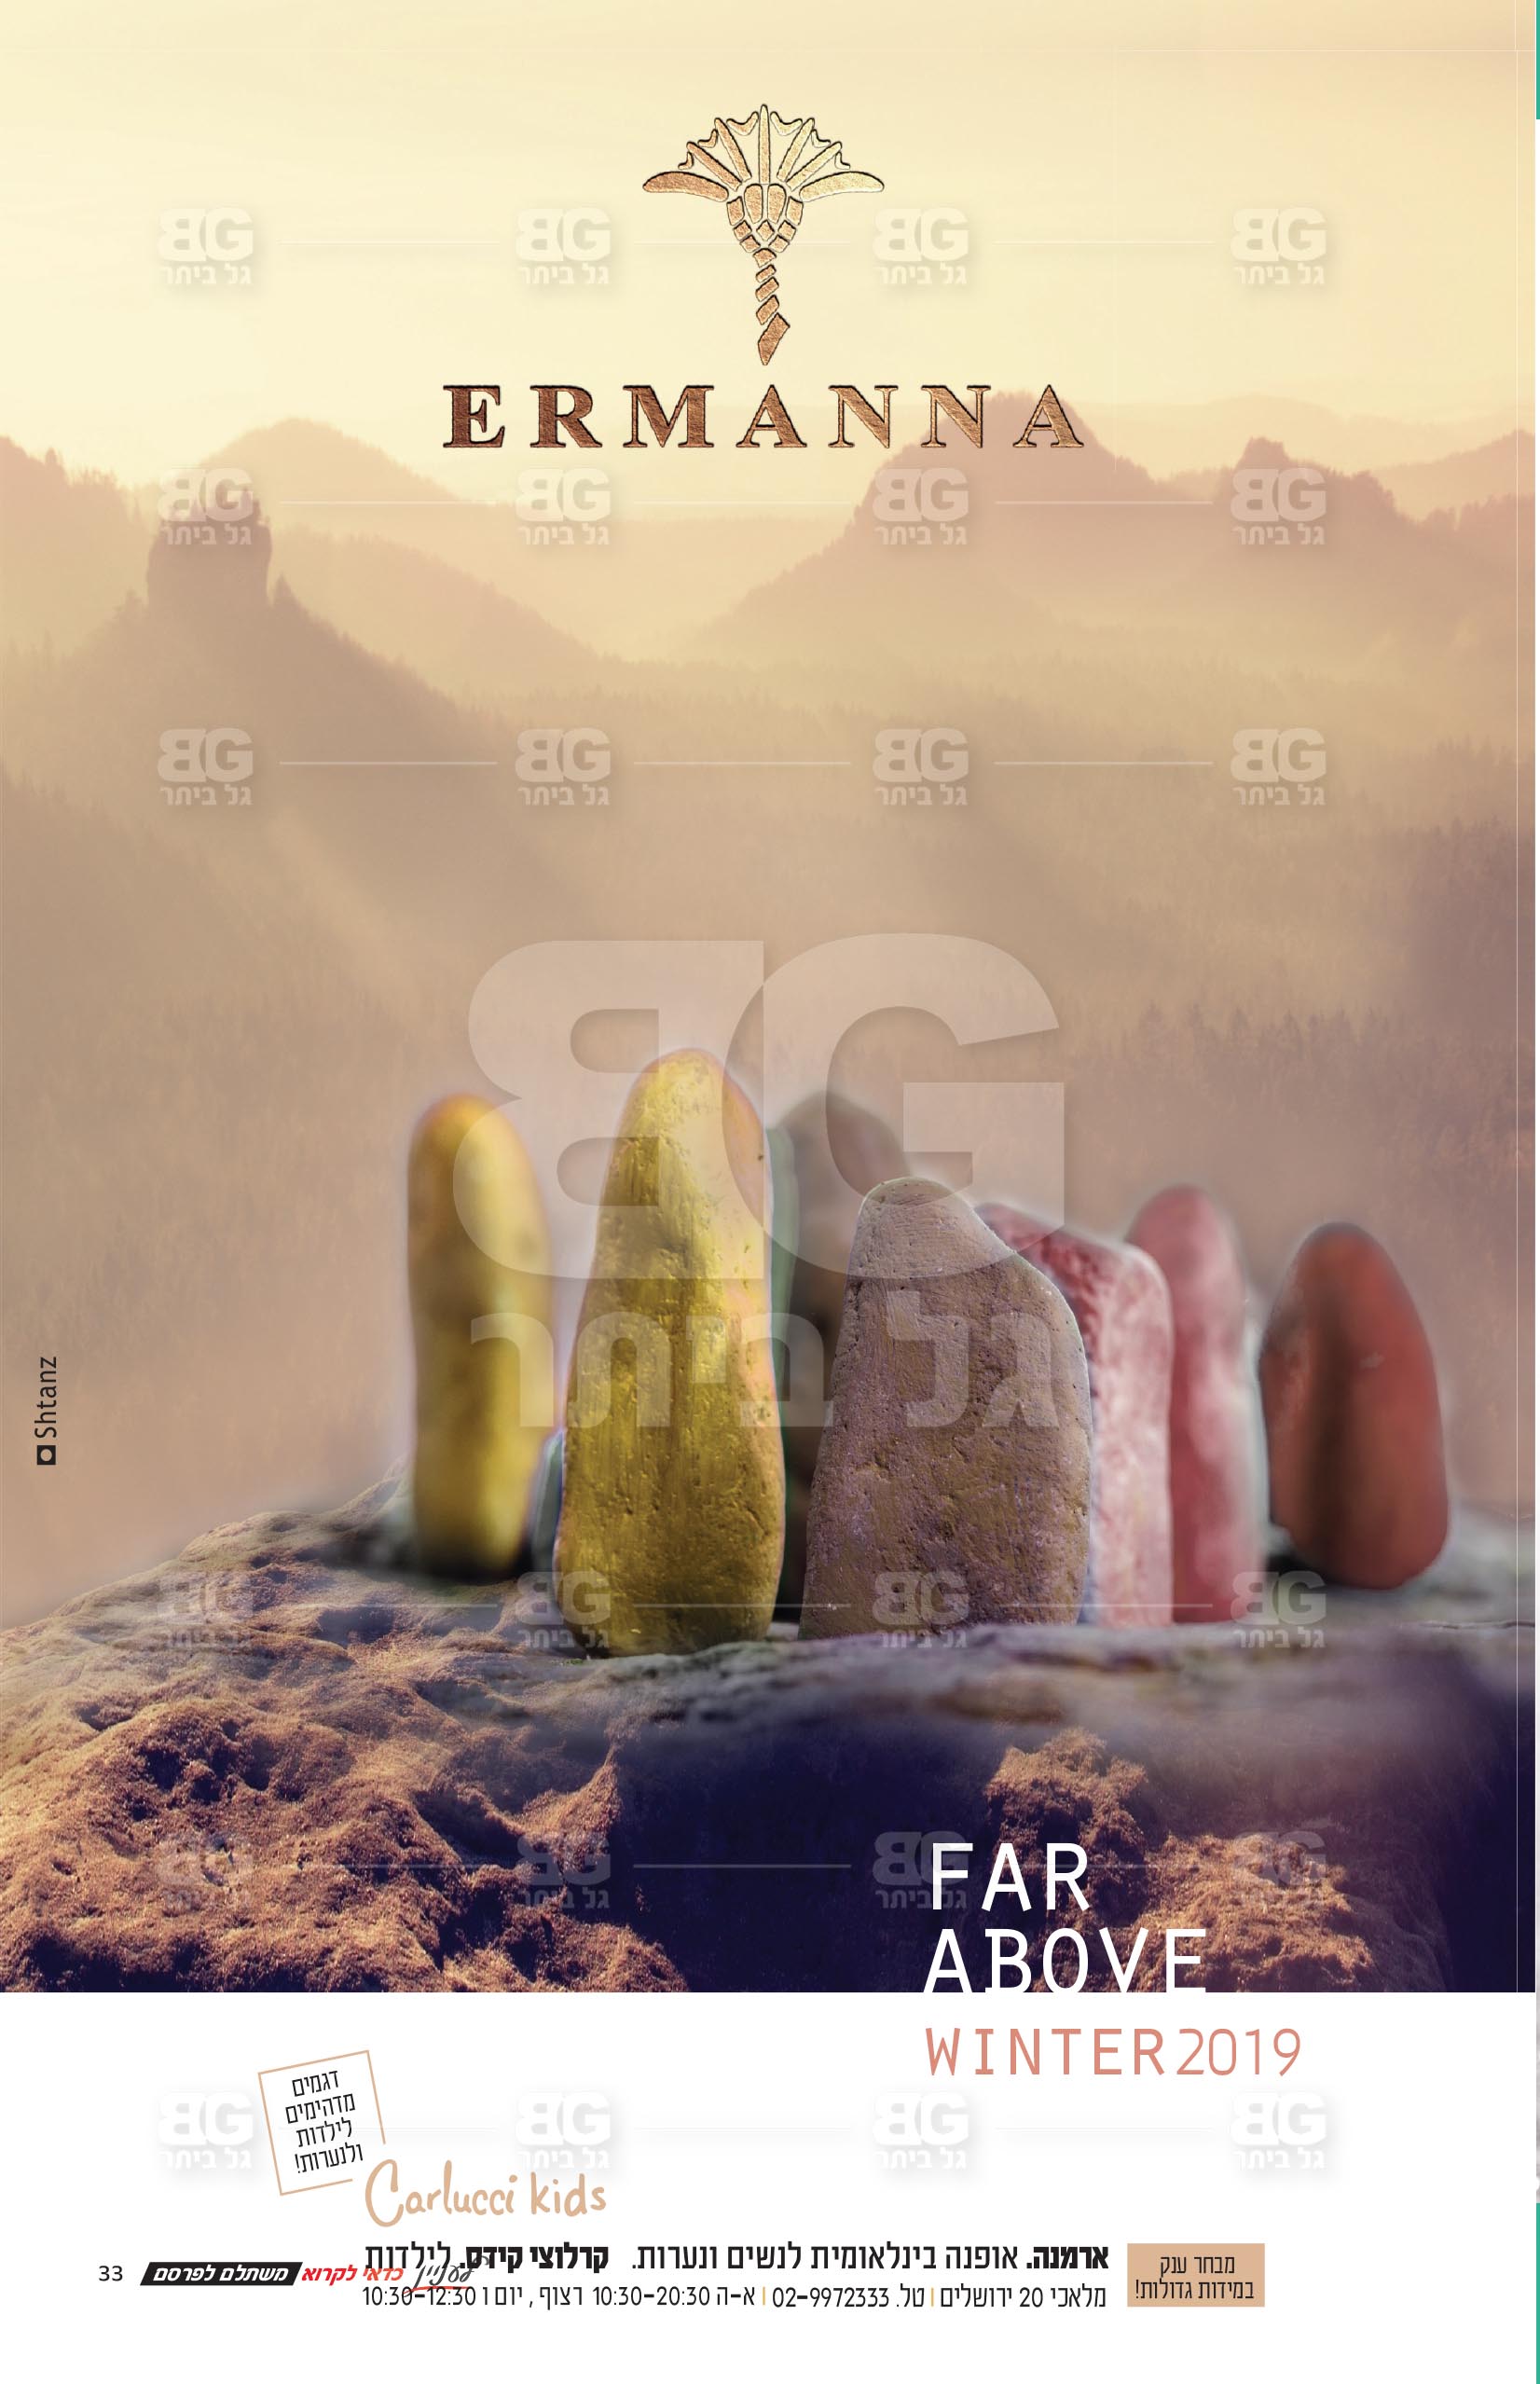 ERMANNA
Shtanz
FAR
ABOVE
WINTER2019
דגמים
מדהימים
לילדות
ולנערות!
Carlucci kids
ארמנה. אופנה בינלאומית לנשים ונערות. קרלוצי קידס. לילדות
מלאכי 20 ירושלים | טל. 02-9972333 | א-ה 10:30-20:30 רצוף, יום ו 10:30-12:30
מבחר ענק
במידות גדולות!
לעניין כדאי לקרוא משתלם לפרסם 33
BG
גל ביתר